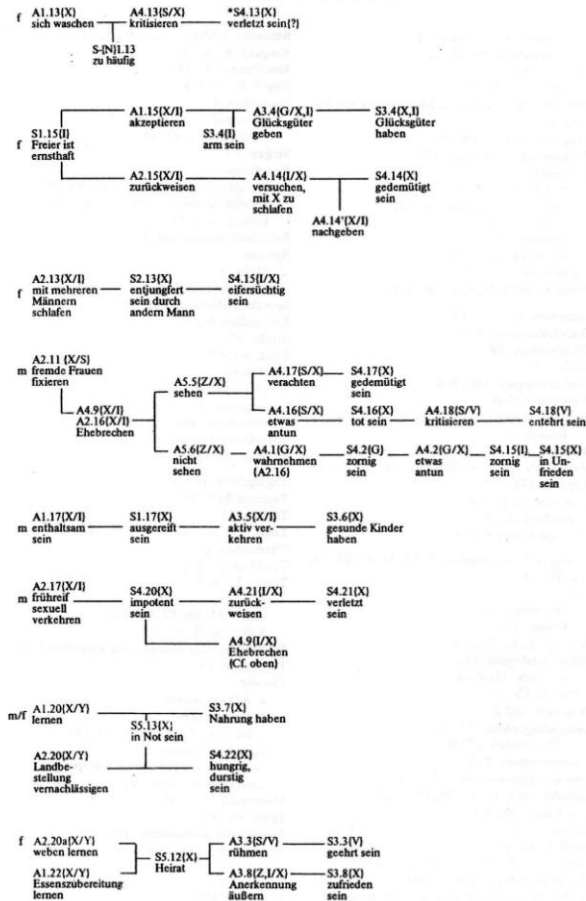 f A1.13{X} A4.13{S/X} *S4.13{X}
sich waschen kritisieren verletzt sein{?}
S-{N}1.13
zu häufig
A1.15{X/I} A3.4{G/X,I} S3.4{X,I}
akzeptieren Glücksgüter Glücksgüter
S1.15{I} S3.4{I} geben haben
f Freier ist arm sein
ernsthaft
A2.15{X/I} A4.14{I/X} S4.14{X}
zurückweisen versuchen, gedemütigt
mit X zu sein
schlafen
A4.14'{X/I}
nachgeben
A2.13{X/I} S2.13{X} S4.15{I/X}
f mit mehreren entjungfert eifersüchtig
Männern sein durch sein
schlafen andern Mann
A2.11 {X/S} A4.17{S/X} S4.17{X}
m fremde Frauen A5.5{Z/X} verachten gedemütigt
fixieren sehen sein
A4.9{X/I} A4.16{S/X} S4.16{X} A4.18{S/V} S4.18{V}
A2.16{X/I} etwas tot sein kritisieren entehrt sein
Ehebrechen antun
A5.6{Z/X} A4.1{G/X} S4.2{G} A4.2{G/X} S4.15{I} S4.15{X}
nicht wahrnehmen zornig etwas zornig in Un-
sehen (A2.16) sein antun sein frieden
sein
A1.17{X/I} S1.17{X} A3.5{X/I} S3.6{X}
m enthaltsam ausgereift aktiv ver- gesunde Kinder
sein sein kehren haben
A2.17{X/I} S4.20{X} A4.21{I/X} S4.21{X}
m frühreif impotent zurück- verletzt
sexuell sein weisen sein
verkehren
A4.9{I/X}
Ehebrechen
(Cf. oben)
m/f A1.20{X/Y} S3.7{X}
lernen S5.13{X} Nahrung haben
in Not sein
A2.20{X/Y} S4.22{X}
Landbe- hungrig,
stellung durstig
vernachlässigen sein
f A2.20a{X/Y} A3.3{S/V} S3.3{V}
weben lernen rühmen geehrt sein
S5.12{X}
A1.22{X/Y} Heirat A3.8{Z,I/X} S3.8{X}
Essenszubereitung Anerkennung zufrieden
lernen äußern sein